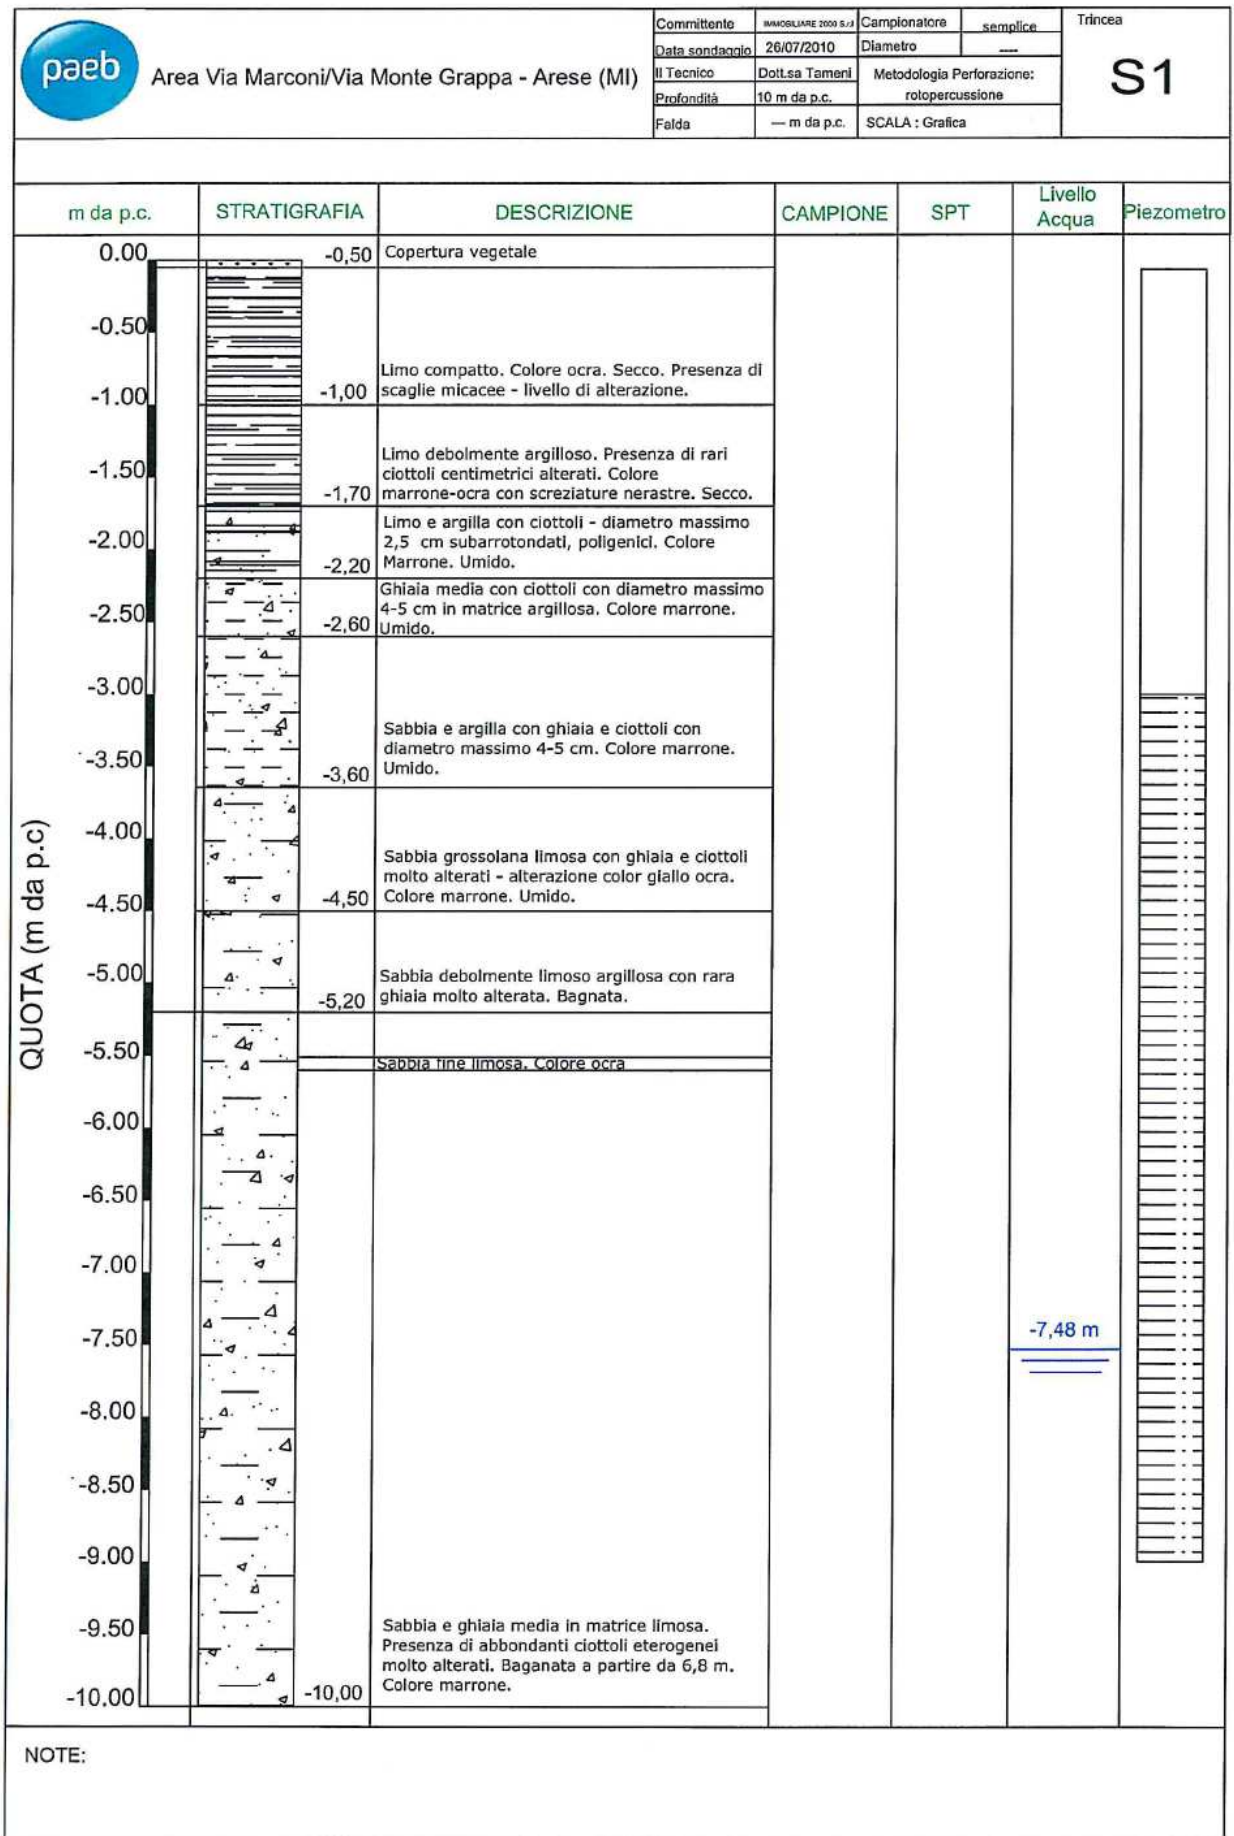 paeb
Area Via Marconi/Via Monte Grappa - Arese (MI)
Committente IMMOBILIARE 2000 S.r.l Campionatore semplice
Data sondaggio 26/07/2010 Diametro ----
Il Tecnico Dott.sa Tameni Metodologia Perforazione:
rotopercussione
Profondità 10 m da p.c.
Falda --- m da p.c. SCALA : Grafica
Trincea
S1
m da p.c. STRATIGRAFIA DESCRIZIONE CAMPIONE SPT Livello Acqua Piezometro
QUOTA (m da p.c)
0.00
-0.50
-1.00
-1.50
-2.00
-2.50
-3.00
-3.50
-4.00
-4.50
-5.00
-5.50
-6.00
-6.50
-7.00
-7.50
-8.00
-8.50
-9.00
-9.50
-10.00
-0,50 Copertura vegetale
Limo compatto. Colore ocra. Secco. Presenza di
-1,00 scaglie micacee - livello di alterazione.
Limo debolmente argilloso. Presenza di rari
ciottoli centimetrici alterati. Colore
-1,70 marrone-ocra con screziature nerastre. Secco.
Limo e argilla con ciottoli - diametro massimo
2,5 cm subarrotondati, poligenici. Colore
-2,20 Marrone. Umido.
Ghiaia media con ciottoli con diametro massimo
4-5 cm in matrice argillosa. Colore marrone.
-2,60 Umido.
Sabbia e argilla con ghiaia e ciottoli con
diametro massimo 4-5 cm. Colore marrone.
-3,60 Umido.
Sabbia grossolana limosa con ghiaia e ciottoli
molto alterati - alterazione color giallo ocra.
-4,50 Colore marrone. Umido.
Sabbia debolmente limoso argillosa con rara
-5,20 ghiaia molto alterata. Bagnata.
Sabbia fine limosa. Colore ocra
-7,48 m
Sabbia e ghiaia media in matrice limosa.
Presenza di abbondanti ciottoli eterogenei
molto alterati. Baganata a partire da 6,8 m.
-10,00 Colore marrone.
NOTE: